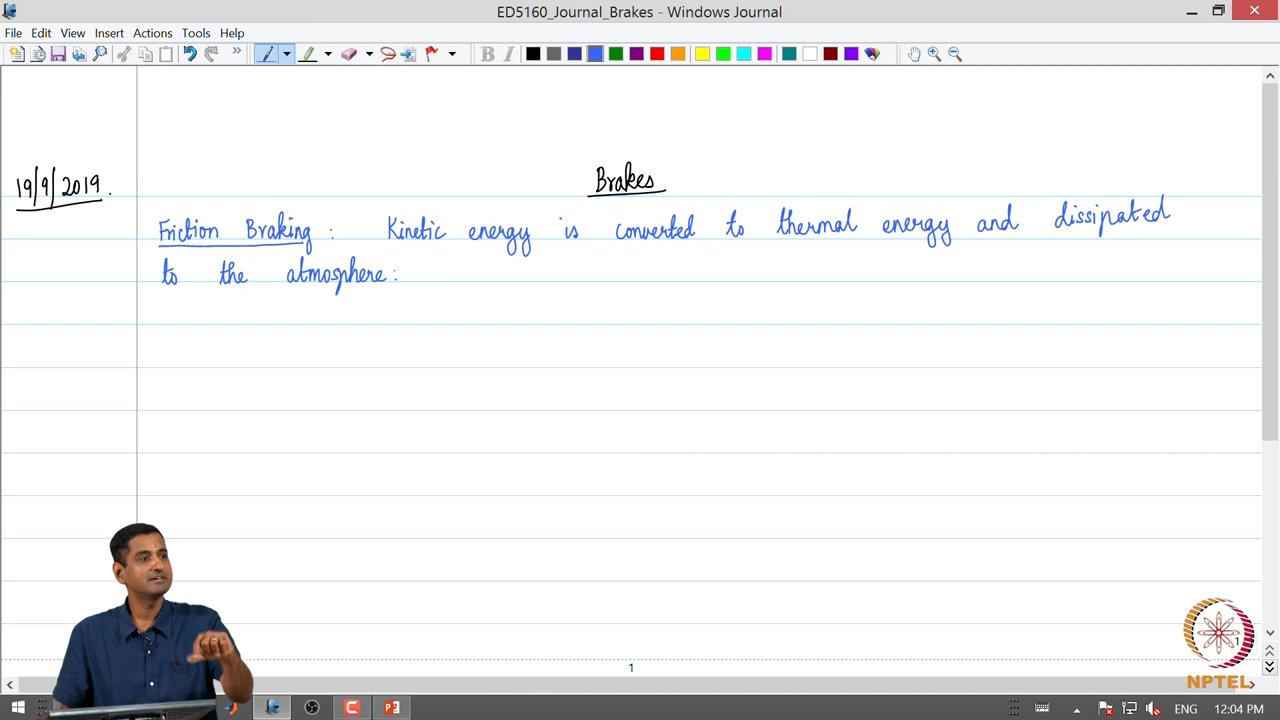 ED5160_Journal_Brakes - Windows Journal
File Edit View Insert Actions Tools Help
B I
19/9/2019.
Brakes
Friction Braking : Kinetic energy is converted to thermal energy and dissipated
to the atmosphere:
1
1
NPTEL
ENG 12:04 PM